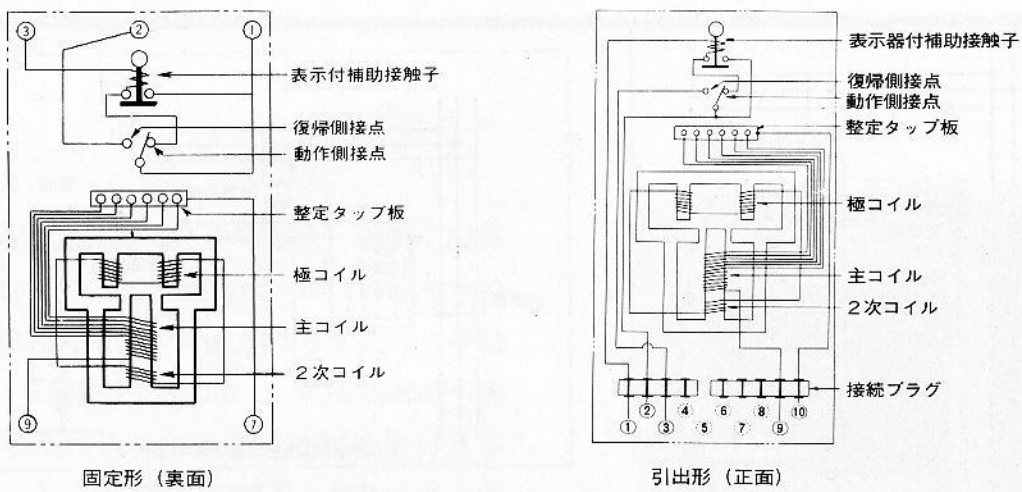 ③ ② ①
表示付補助接触子
復帰側接点
動作側接点
整定タップ板
極コイル
主コイル
2次コイル
⑨ ⑦
固定形（裏面）
表示器付補助接触子
復帰側接点
動作側接点
整定タップ板
極コイル
主コイル
2次コイル
接続プラグ
② ④ ⑥ ⑧ ⑩
① ③ ⑤ ⑦ ⑨
引出形（正面）